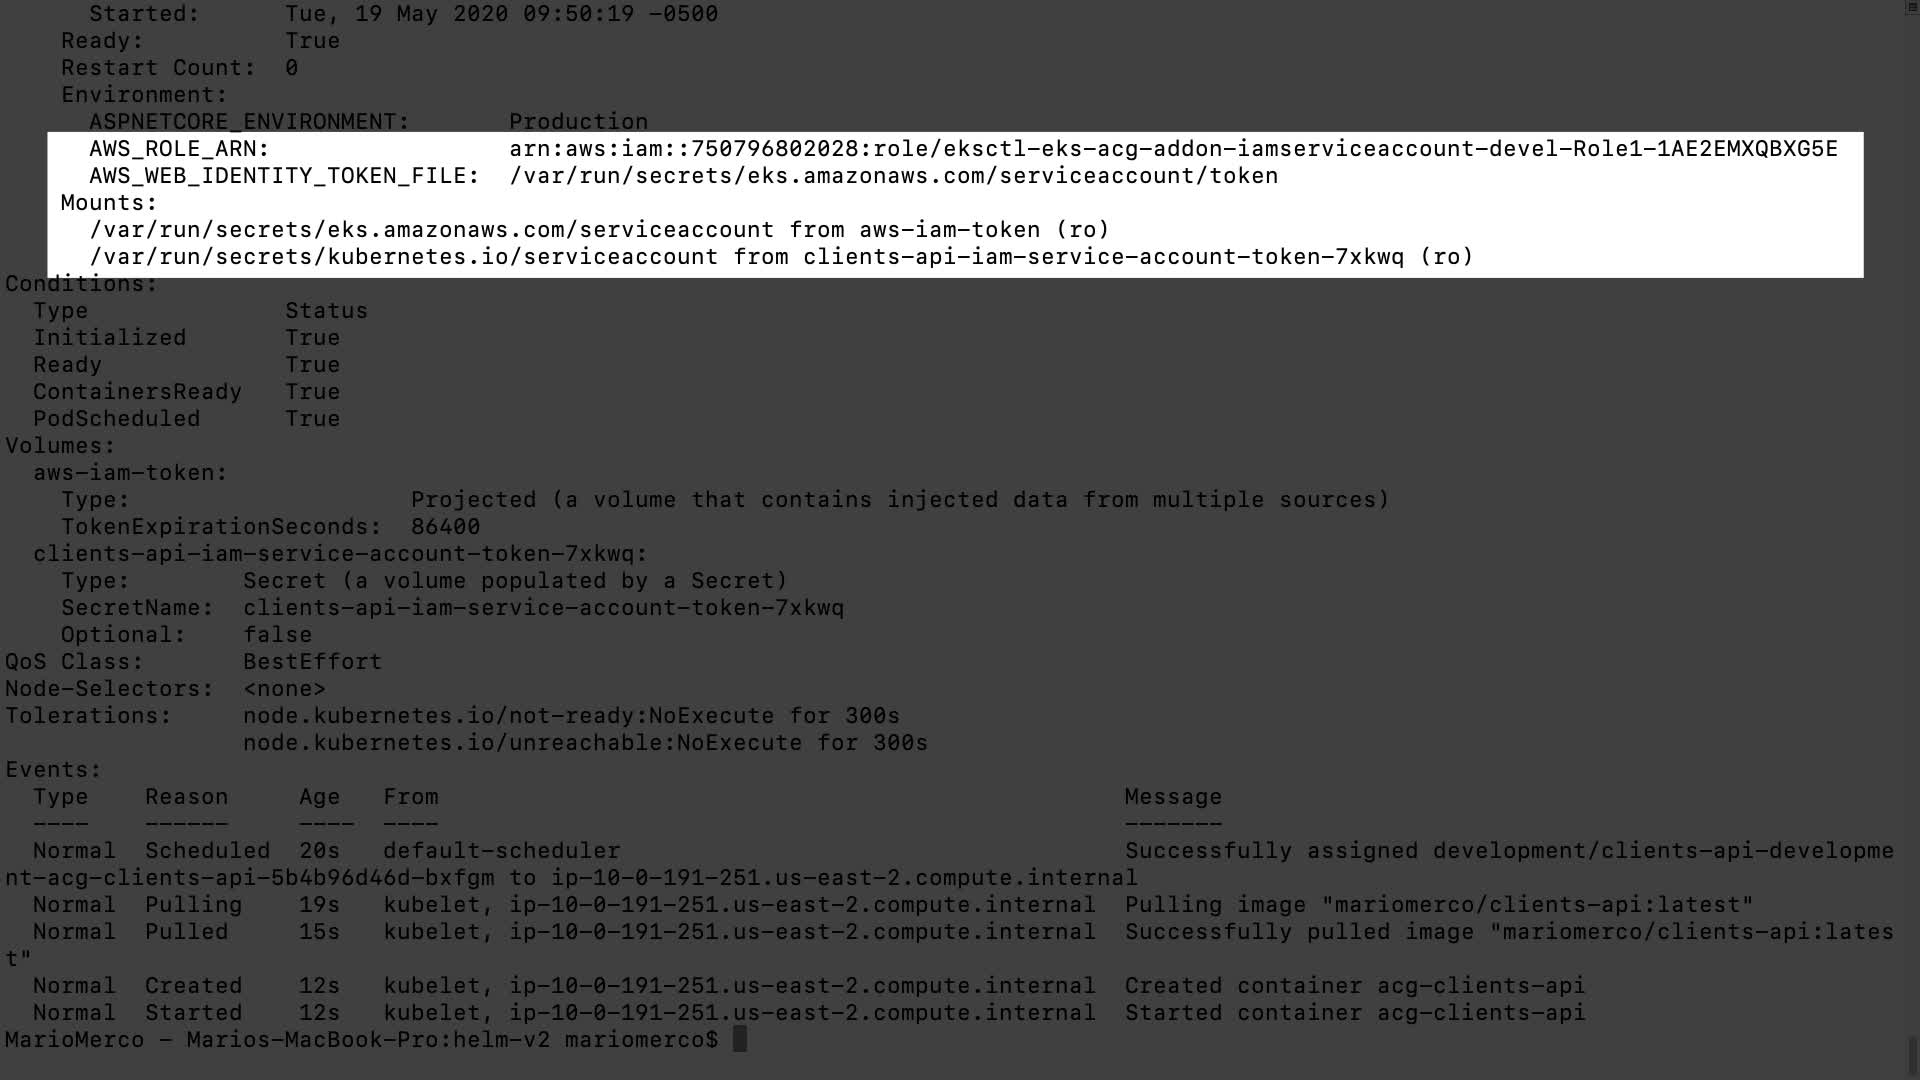 Started:      Tue, 19 May 2020 09:50:19 -0500
Ready:          True
Restart Count:  0
Environment:
ASPNETCORE_ENVIRONMENT:       Production
AWS_ROLE_ARN:                 arn:aws:iam::750796802028:role/eksctl-eks-acg-addon-iamserviceaccount-devel-Role1-1AE2EMXQBXG5E
AWS_WEB_IDENTITY_TOKEN_FILE:  /var/run/secrets/eks.amazonaws.com/serviceaccount/token
Mounts:
/var/run/secrets/eks.amazonaws.com/serviceaccount from aws-iam-token (ro)
/var/run/secrets/kubernetes.io/serviceaccount from clients-api-iam-service-account-token-7xkwq (ro)
Conditions:
Type              Status
Initialized       True
Ready             True
ContainersReady   True
PodScheduled      True
Volumes:
aws-iam-token:
Type:                    Projected (a volume that contains injected data from multiple sources)
TokenExpirationSeconds:  86400
clients-api-iam-service-account-token-7xkwq:
Type:        Secret (a volume populated by a Secret)
SecretName:  clients-api-iam-service-account-token-7xkwq
Optional:    false
QoS Class:       BestEffort
Node-Selectors:  <none>
Tolerations:     node.kubernetes.io/not-ready:NoExecute for 300s
node.kubernetes.io/unreachable:NoExecute for 300s
Events:
Type    Reason     Age   From                                                 Message
----    ------     ----  ----                                                 -------
Normal  Scheduled  20s   default-scheduler                                    Successfully assigned development/clients-api-developme
nt-acg-clients-api-5b4b96d46d-bxfgm to ip-10-0-191-251.us-east-2.compute.internal
Normal  Pulling    19s   kubelet, ip-10-0-191-251.us-east-2.compute.internal  Pulling image "mariomerco/clients-api:latest"
Normal  Pulled     15s   kubelet, ip-10-0-191-251.us-east-2.compute.internal  Successfully pulled image "mariomerco/clients-api:lates
t"
Normal  Created    12s   kubelet, ip-10-0-191-251.us-east-2.compute.internal  Created container acg-clients-api
Normal  Started    12s   kubelet, ip-10-0-191-251.us-east-2.compute.internal  Started container acg-clients-api
MarioMerco - Marios-MacBook-Pro:helm-v2 mariomerco$